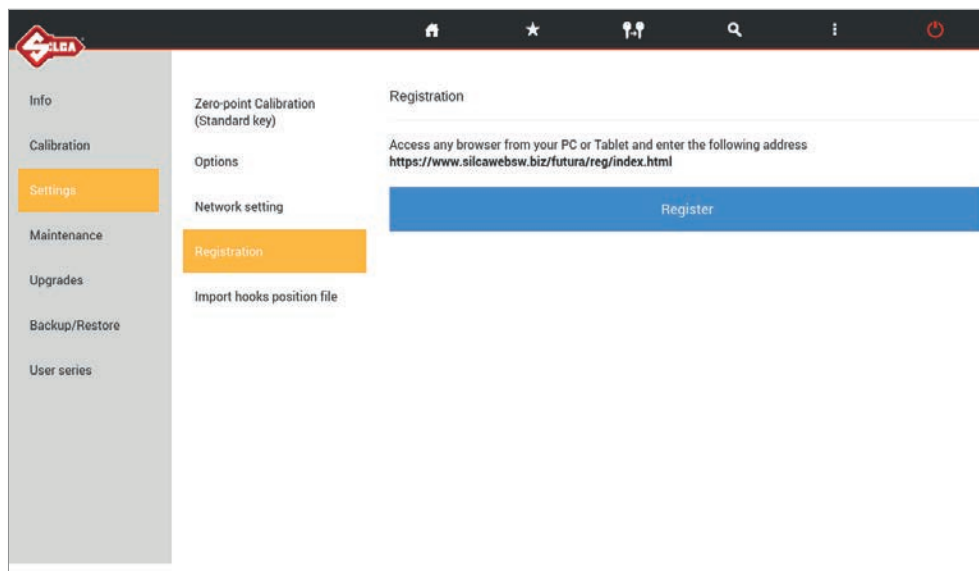 SILCA
Info
Calibration
Settings
Maintenance
Upgrades
Backup/Restore
User series
Zero-point Calibration
(Standard key)
Options
Network setting
Registration
Import hooks position file
Registration
Access any browser from your PC or Tablet and enter the following address
https://www.silcawebsw.biz/futura/reg/index.html
Register